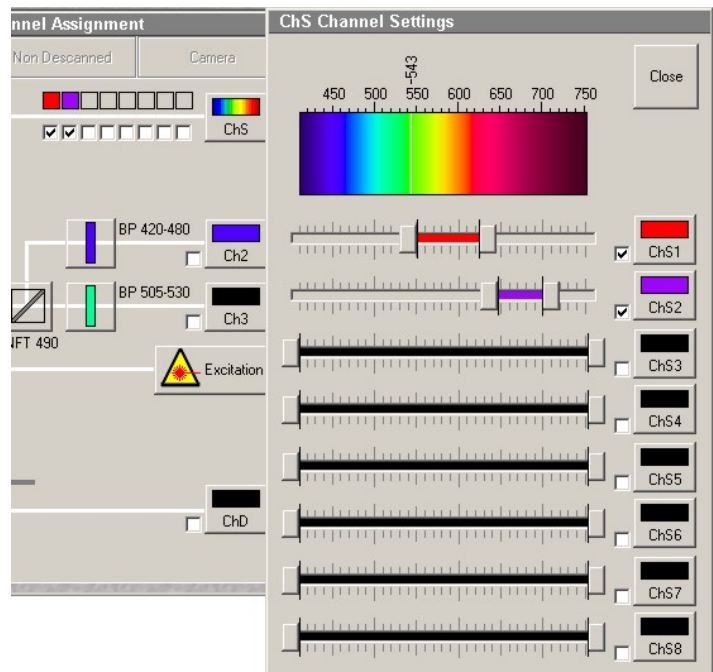 nnel Assignment
Non Descanned
Camera
ChS
BP 420-480
Ch2
BP 505-530
Ch3
NFT 490
Excitation
ChD
ChS Channel Settings
-543
450 500 550 600 650 700 750
Close
ChS1
ChS2
ChS3
ChS4
ChS5
ChS6
ChS7
ChS8